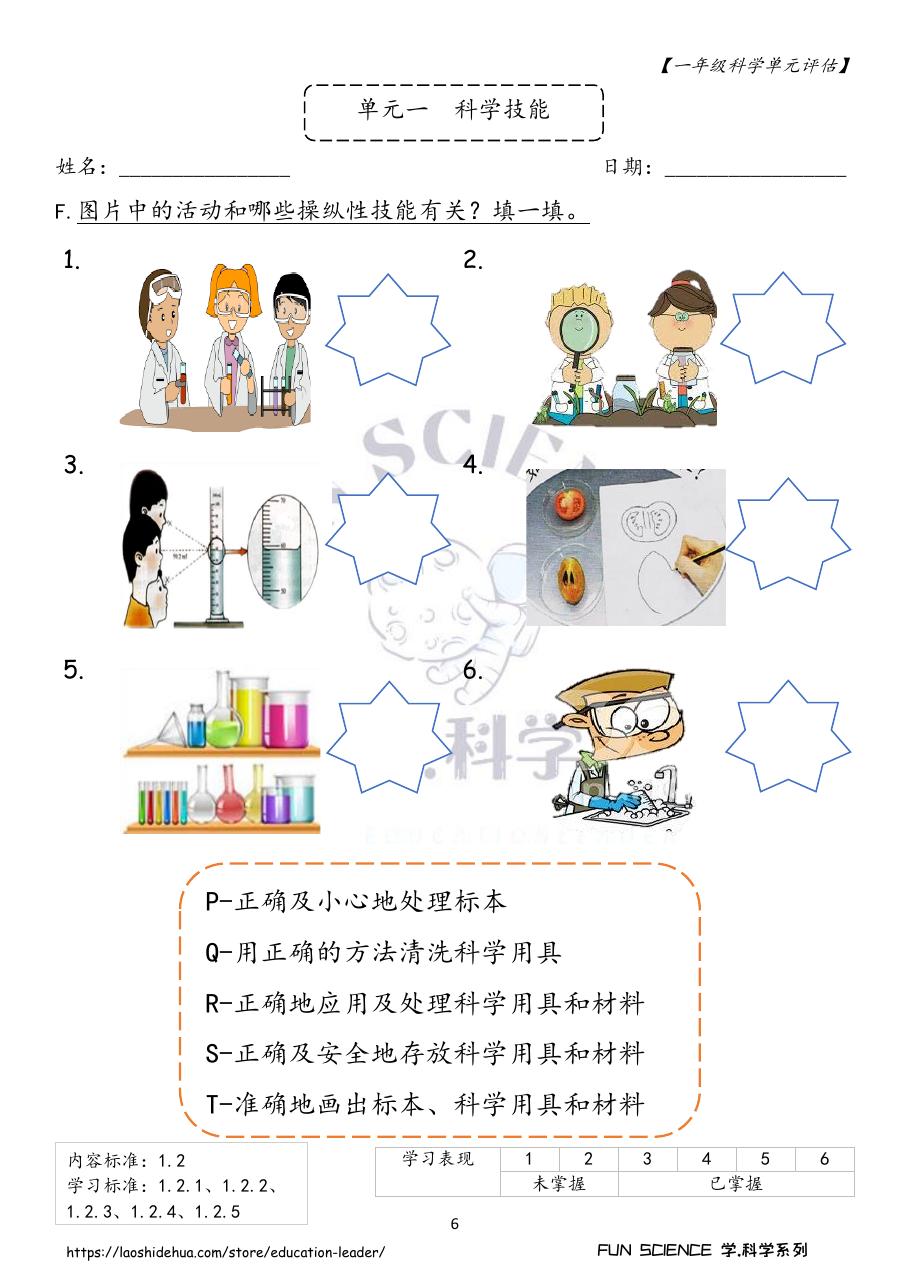 【一年级科学单元评估】
单元一 科学技能
姓名：________________ 日期：_________________
F. 图片中的活动和哪些操纵性技能有关？填一填。
1. 2.
SCIE
3. 4.
5. 6.
.科学
EDUCATION LEADER
P-正确及小心地处理标本
Q-用正确的方法清洗科学用具
R-正确地应用及处理科学用具和材料
S-正确及安全地存放科学用具和材料
T-准确地画出标本、科学用具和材料
内容标准：1.2
学习标准：1.2.1、1.2.2、
1.2.3、1.2.4、1.2.5
学习表现 1 2 3 4 5 6
未掌握 已掌握
6
https://laoshidehua.com/store/education-leader/ FUN SCIENCE 学.科学系列